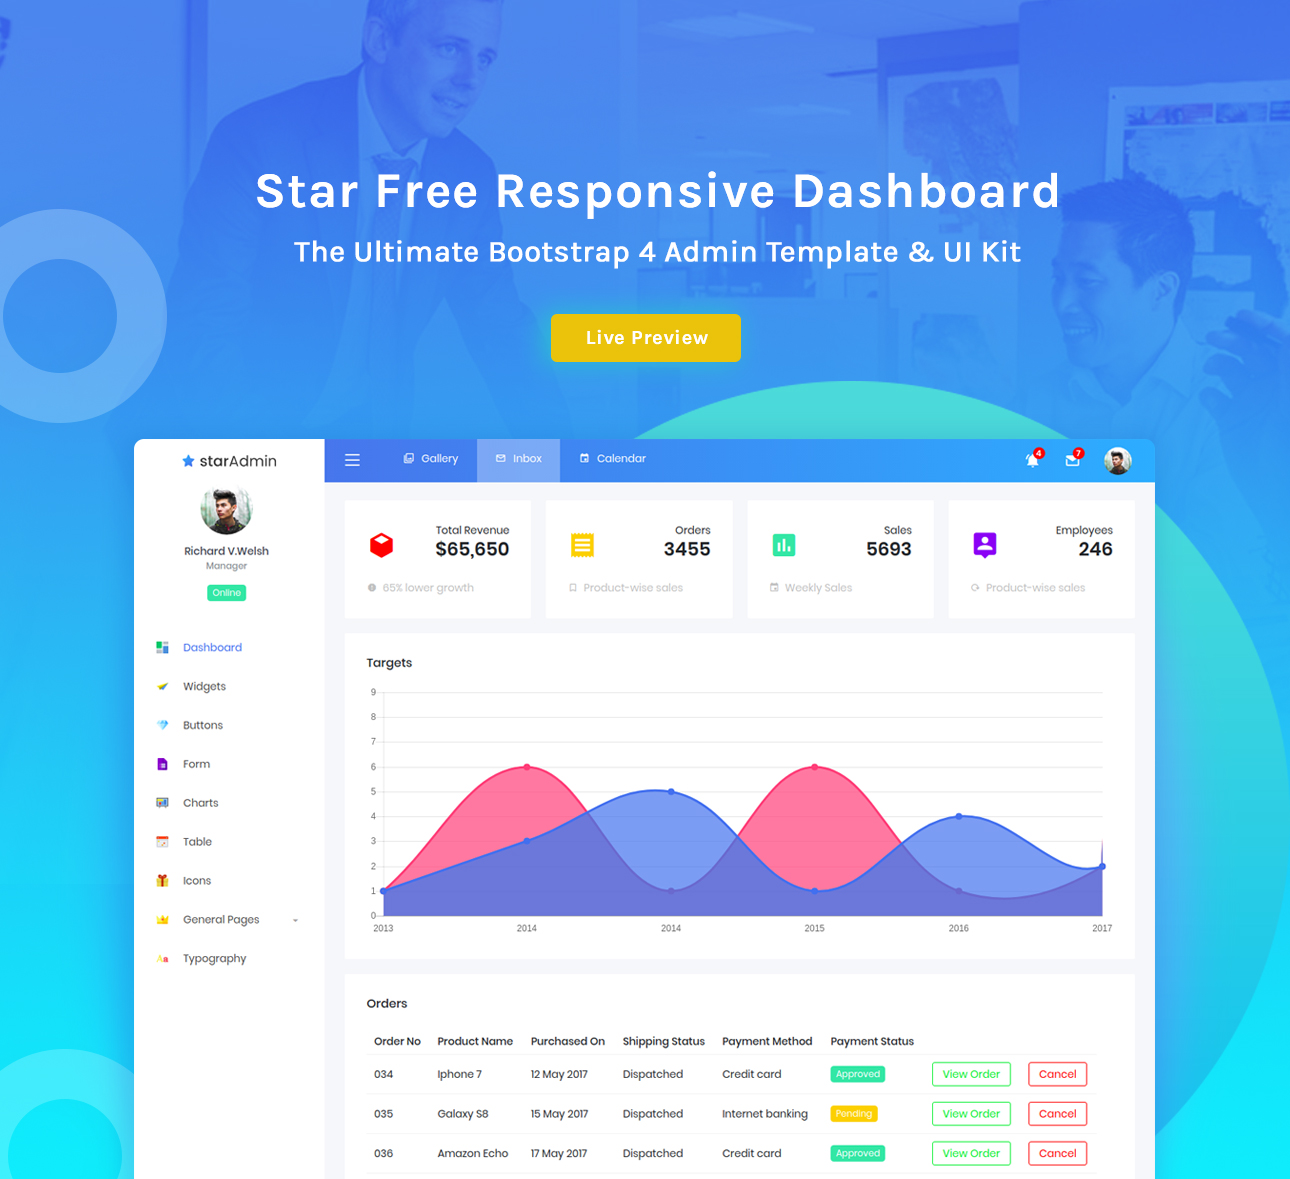 Star Free Responsive Dashboard
The Ultimate Bootstrap 4 Admin Template & UI Kit
Live Preview
starAdmin
Gallery
Inbox
Calendar
4
7
Richard V.Welsh
Manager
Online
Dashboard
Widgets
Buttons
Form
Charts
Table
Icons
General Pages
Typography
Total Revenue
$65,650
65% lower growth
Orders
3455
Product-wise sales
Sales
5693
Weekly Sales
Employees
246
Product-wise sales
Targets
9
8
7
6
5
4
3
2
1
0
2013 2014 2014 2015 2016 2017
Orders
Order No Product Name Purchased On Shipping Status Payment Method Payment Status
034 Iphone 7 12 May 2017 Dispatched Credit card Approved View Order Cancel
035 Galaxy S8 15 May 2017 Dispatched Internet banking Pending View Order Cancel
036 Amazon Echo 17 May 2017 Dispatched Credit card Approved View Order Cancel